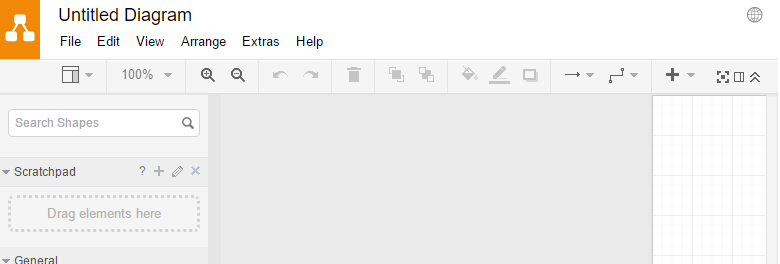 Untitled Diagram
File Edit View Arrange Extras Help
100%
Search Shapes
Scratchpad ?
Drag elements here
General